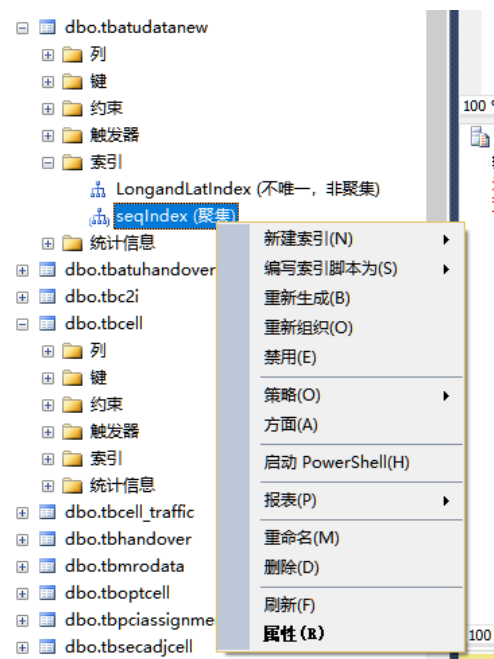 dbo.tbatudatanew
列
键
约束
触发器
索引
LongandLatIndex (不唯一，非聚集)
seqIndex (聚集)
统计信息
dbo.tbatuhandover
dbo.tbc2i
dbo.tbcell
列
键
约束
触发器
索引
统计信息
dbo.tbcell_traffic
dbo.tbhandover
dbo.tbmrodata
dbo.tboptcell
dbo.tbpciassignme
dbo.tbsecadjcell
新建索引(N)
编写索引脚本为(S)
重新生成(B)
重新组织(O)
禁用(E)
策略(O)
方面(A)
启动 PowerShell(H)
报表(P)
重命名(M)
删除(D)
刷新(F)
属性(R)
100 %
100